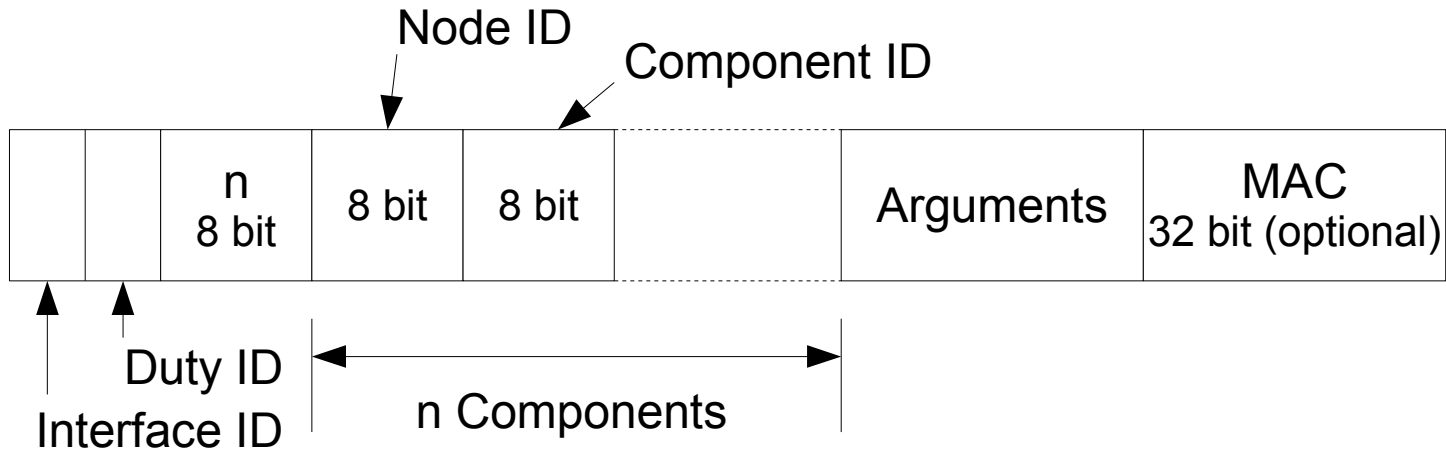 Node ID
Component ID
n
8 bit
8 bit
8 bit
Arguments
MAC
32 bit (optional)
Duty ID
Interface ID
n Components